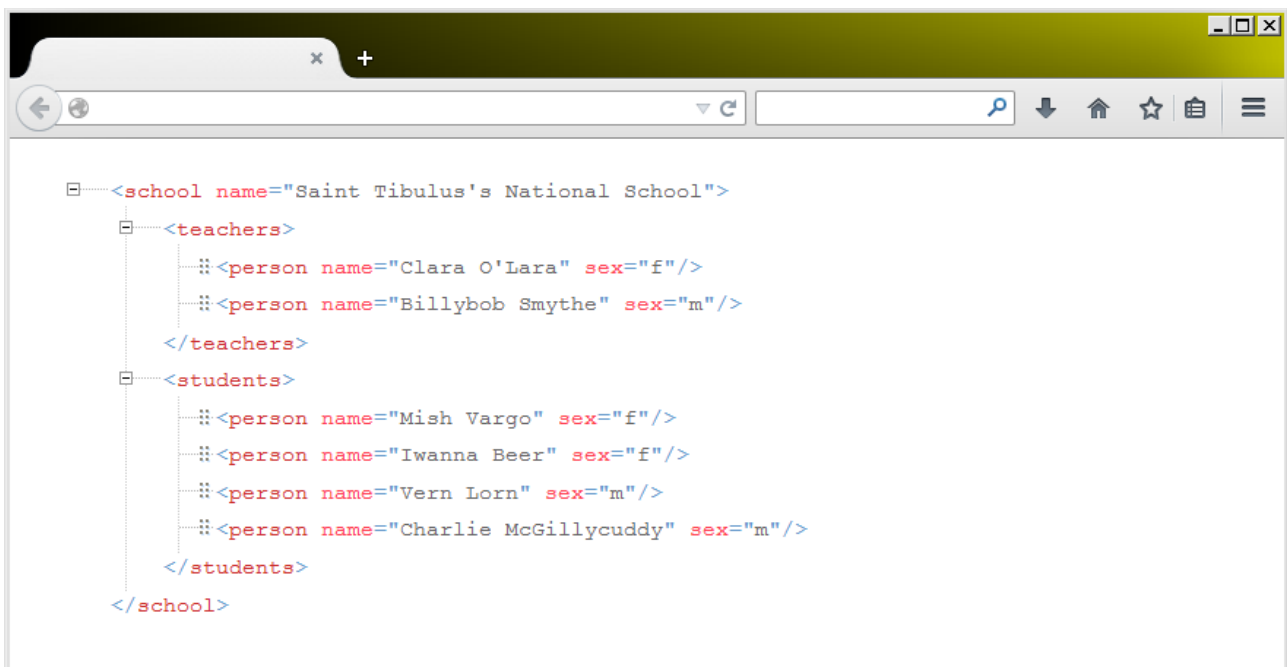 <school name="Saint Tibulus's National School">
<teachers>
<person name="Clara O'Lara" sex="f"/>
<person name="Billybob Smythe" sex="m"/>
</teachers>
<students>
<person name="Mish Vargo" sex="f"/>
<person name="Iwanna Beer" sex="f"/>
<person name="Vern Lorn" sex="m"/>
<person name="Charlie McGillycuddy" sex="m"/>
</students>
</school>